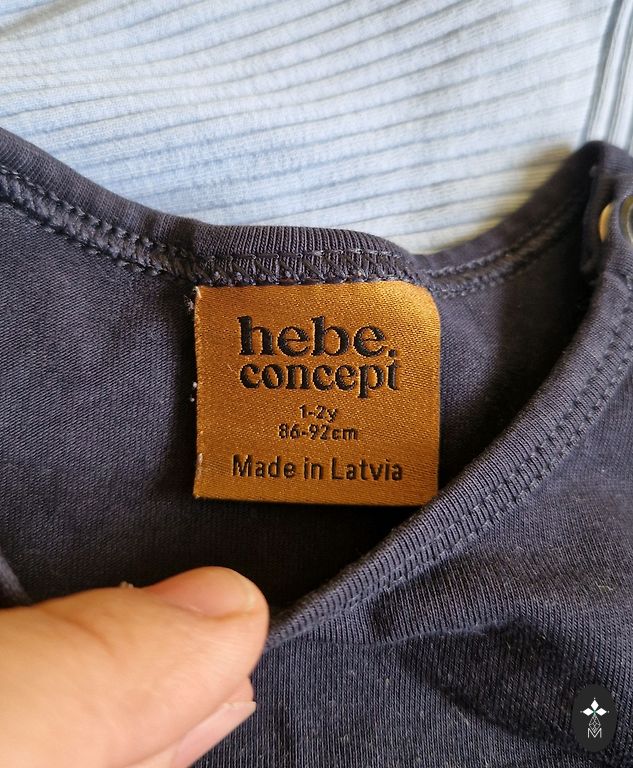 hebe.
concept
1-2y
86-92cm
Made in Latvia